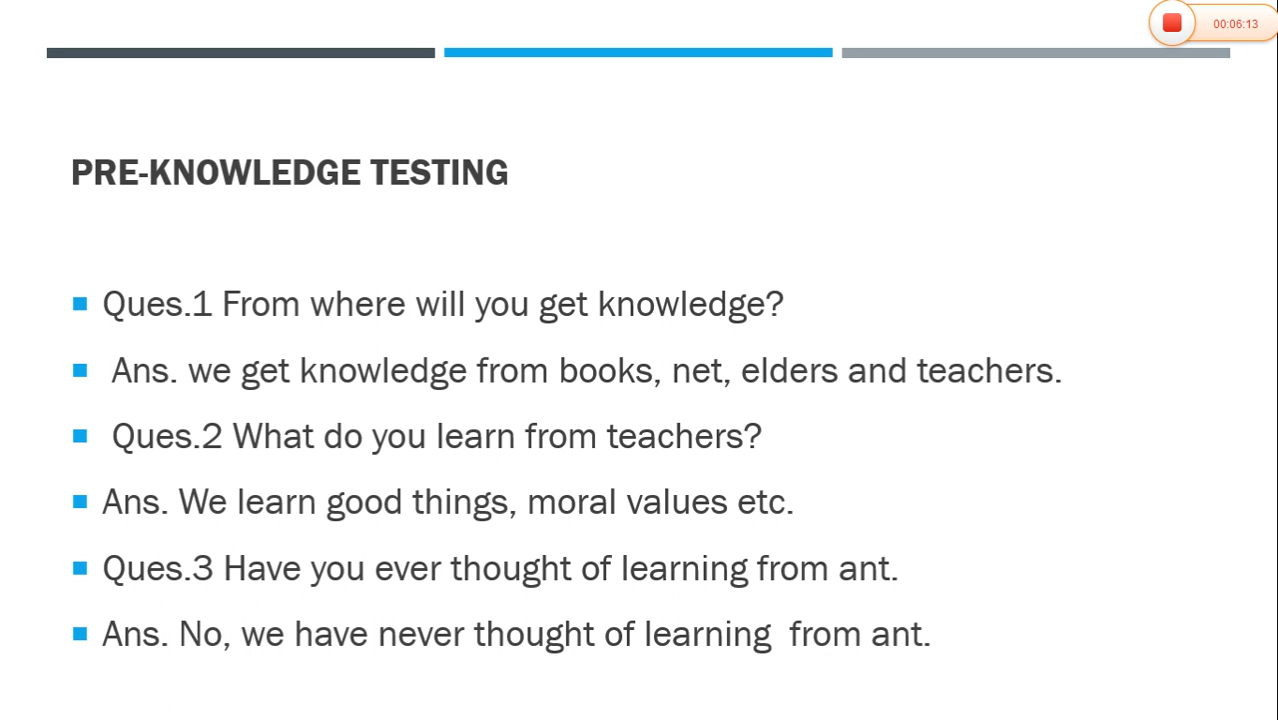 00:06:13
PRE-KNOWLEDGE TESTING
Ques.1 From where will you get knowledge?
Ans. we get knowledge from books, net, elders and teachers.
Ques.2 What do you learn from teachers?
Ans. We learn good things, moral values etc.
Ques.3 Have you ever thought of learning from ant.
Ans. No, we have never thought of learning  from ant.